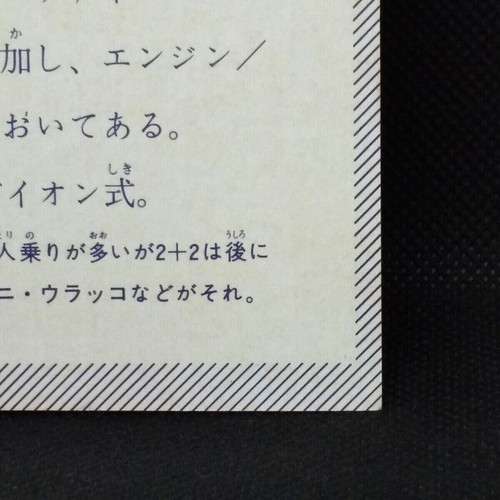 加し、エンジン/
おいてある。
イオン式。
人乗りが多いが2+2は後に
ニ・ウラッコなどがそれ。